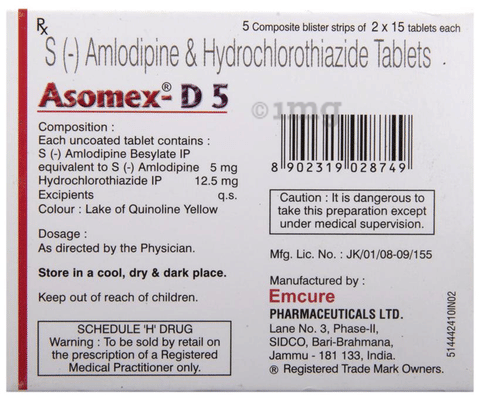 5 Composite blister strips of 2 x 15 tablets each
Rx
S (-) Amlodipine & Hydrochlorothiazide Tablets
Asomex®- D 5
1mg
Composition :
Each uncoated tablet contains :
S (-) Amlodipine Besylate IP
equivalent to S (-) Amlodipine 5 mg
Hydrochlorothiazide IP 12.5 mg
Excipients q.s.
Colour : Lake of Quinoline Yellow
Dosage :
As directed by the Physician.
Store in a cool, dry & dark place.
Keep out of reach of children.
SCHEDULE 'H' DRUG
Warning : To be sold by retail on
the prescription of a Registered
Medical Practitioner only.
8 902319 028749
Caution : It is dangerous to
take this preparation except
under medical supervision.
Mfg. Lic. No. : JK/01/08-09/155
Manufactured by :
Emcure
PHARMACEUTICALS LTD.
Lane No. 3, Phase-II,
SIDCO, Bari-Brahmana,
Jammu - 181 133, India.
® Registered Trade Mark Owners.
514442410IN02